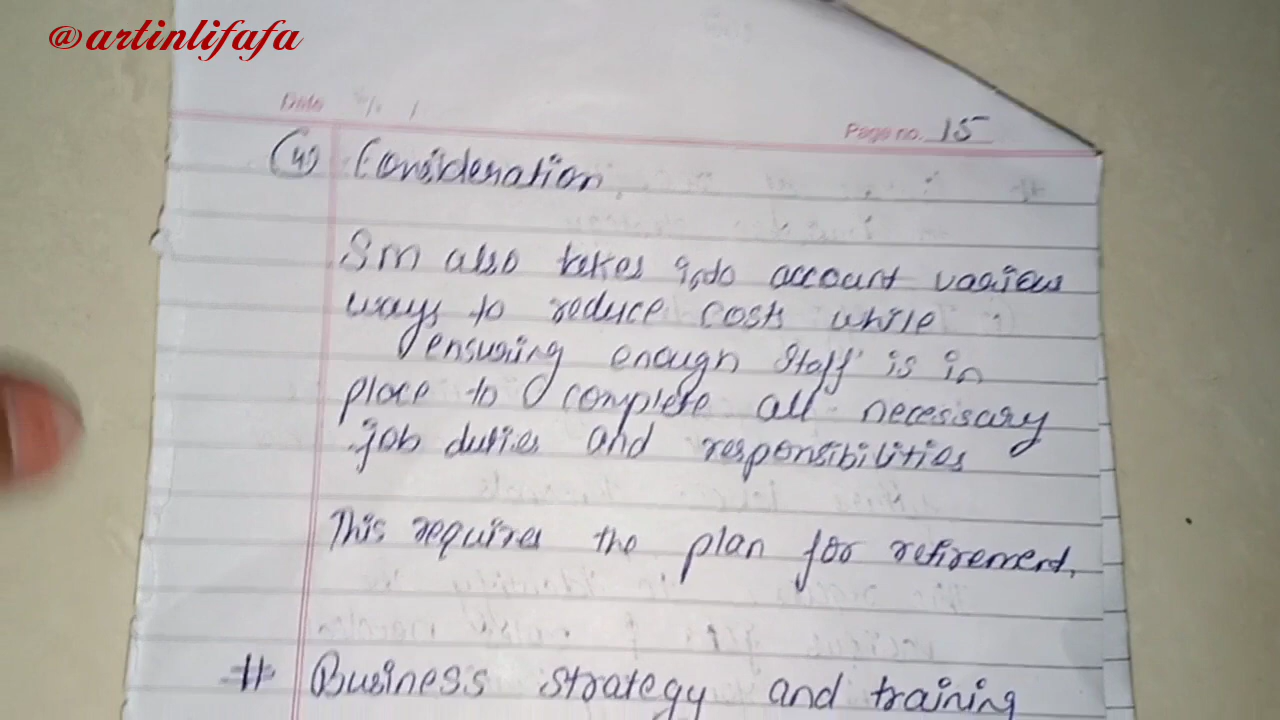 @artinlifafa
Date
Page no. 15
(4) Consideration.
Sm also takes into account various
ways to reduce costs while
ensuring enough staff is in
place to complete all necessary
job duties and responsibilities
This requires the plan for retirement,
# Business strategy and training